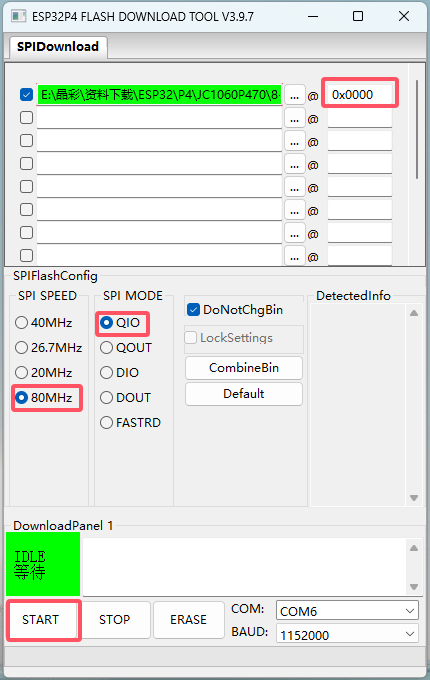 ESP32P4 FLASH DOWNLOAD TOOL V3.9.7
SPIDownload
E:\晶彩\资料下载\ESP32\P4\JC1060P470\8- ... @ 0x0000
... @
... @
... @
... @
... @
... @
... @
SPIFlashConfig
SPI SPEED
40MHz
26.7MHz
20MHz
80MHz
SPI MODE
QIO
QOUT
DIO
DOUT
FASTRD
DoNotChgBin
LockSettings
CombineBin
Default
DetectedInfo
DownloadPanel 1
IDLE
等待
START STOP ERASE
COM: COM6
BAUD: 1152000